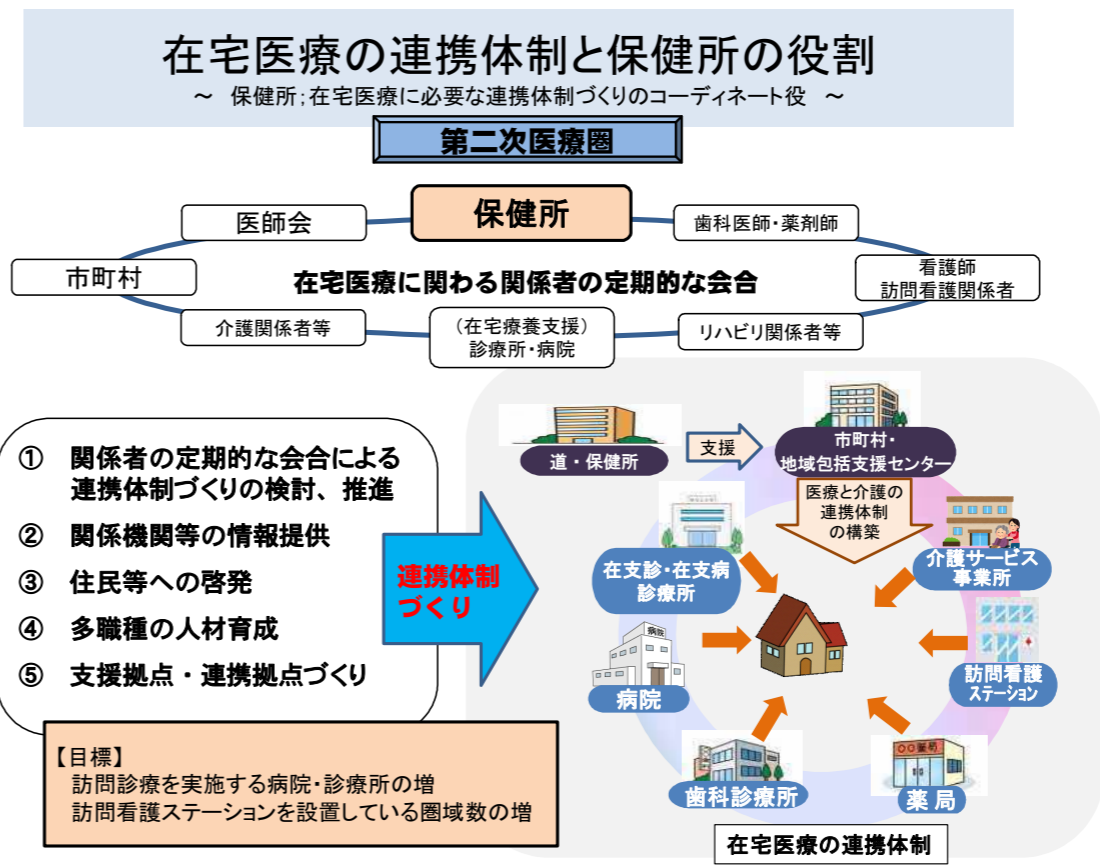 在宅医療の連携体制と保健所の役割
～ 保健所；在宅医療に必要な連携体制づくりのコーディネート役 ～
第二次医療圏
保健所
医師会
歯科医師・薬剤師
市町村
在宅医療に関わる関係者の定期的な会合
看護師
訪問看護関係者
介護関係者等
（在宅療養支援）
診療所・病院
リハビリ関係者等
① 関係者の定期的な会合による
連携体制づくりの検討、推進
② 関係機関等の情報提供
③ 住民等への啓発
④ 多職種の人材育成
⑤ 支援拠点・連携拠点づくり
連携体制
づくり
【目標】
訪問診療を実施する病院・診療所の増
訪問看護ステーションを設置している圏域数の増
道・保健所
支援
市町村・
地域包括支援センター
医療と介護の
連携体制
の構築
在支診・在支病
診療所
介護サービス
事業所
病院
病院
訪問看護
ステーション
歯科診療所
〇〇薬局
薬局
在宅医療の連携体制